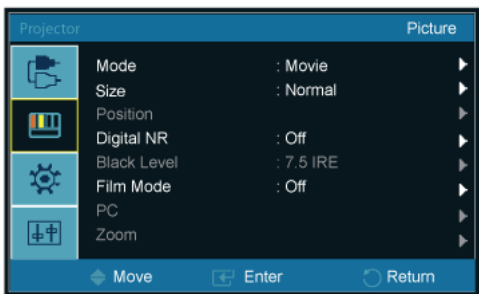 Projector Picture
Mode : Movie
Size : Normal
Position
Digital NR : Off
Black Level : 7.5 IRE
Film Mode : Off
PC
Zoom
Move Enter Return